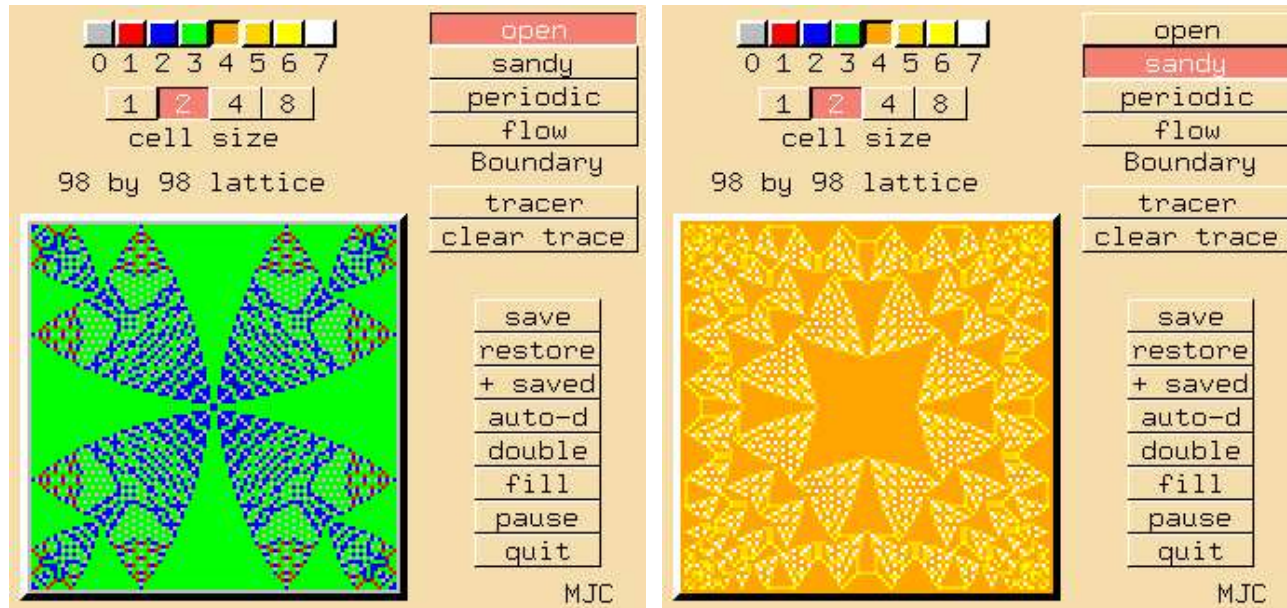 open
0 1 2 3 4 5 6 7
sandy
1 2 4 8
periodic
cell size
flow
Boundary
98 by 98 lattice
tracer
clear trace
save
restore
+ saved
auto-d
double
fill
pause
quit
MJC
open
0 1 2 3 4 5 6 7
sandy
1 2 4 8
periodic
cell size
flow
Boundary
98 by 98 lattice
tracer
clear trace
save
restore
+ saved
auto-d
double
fill
pause
quit
MJC